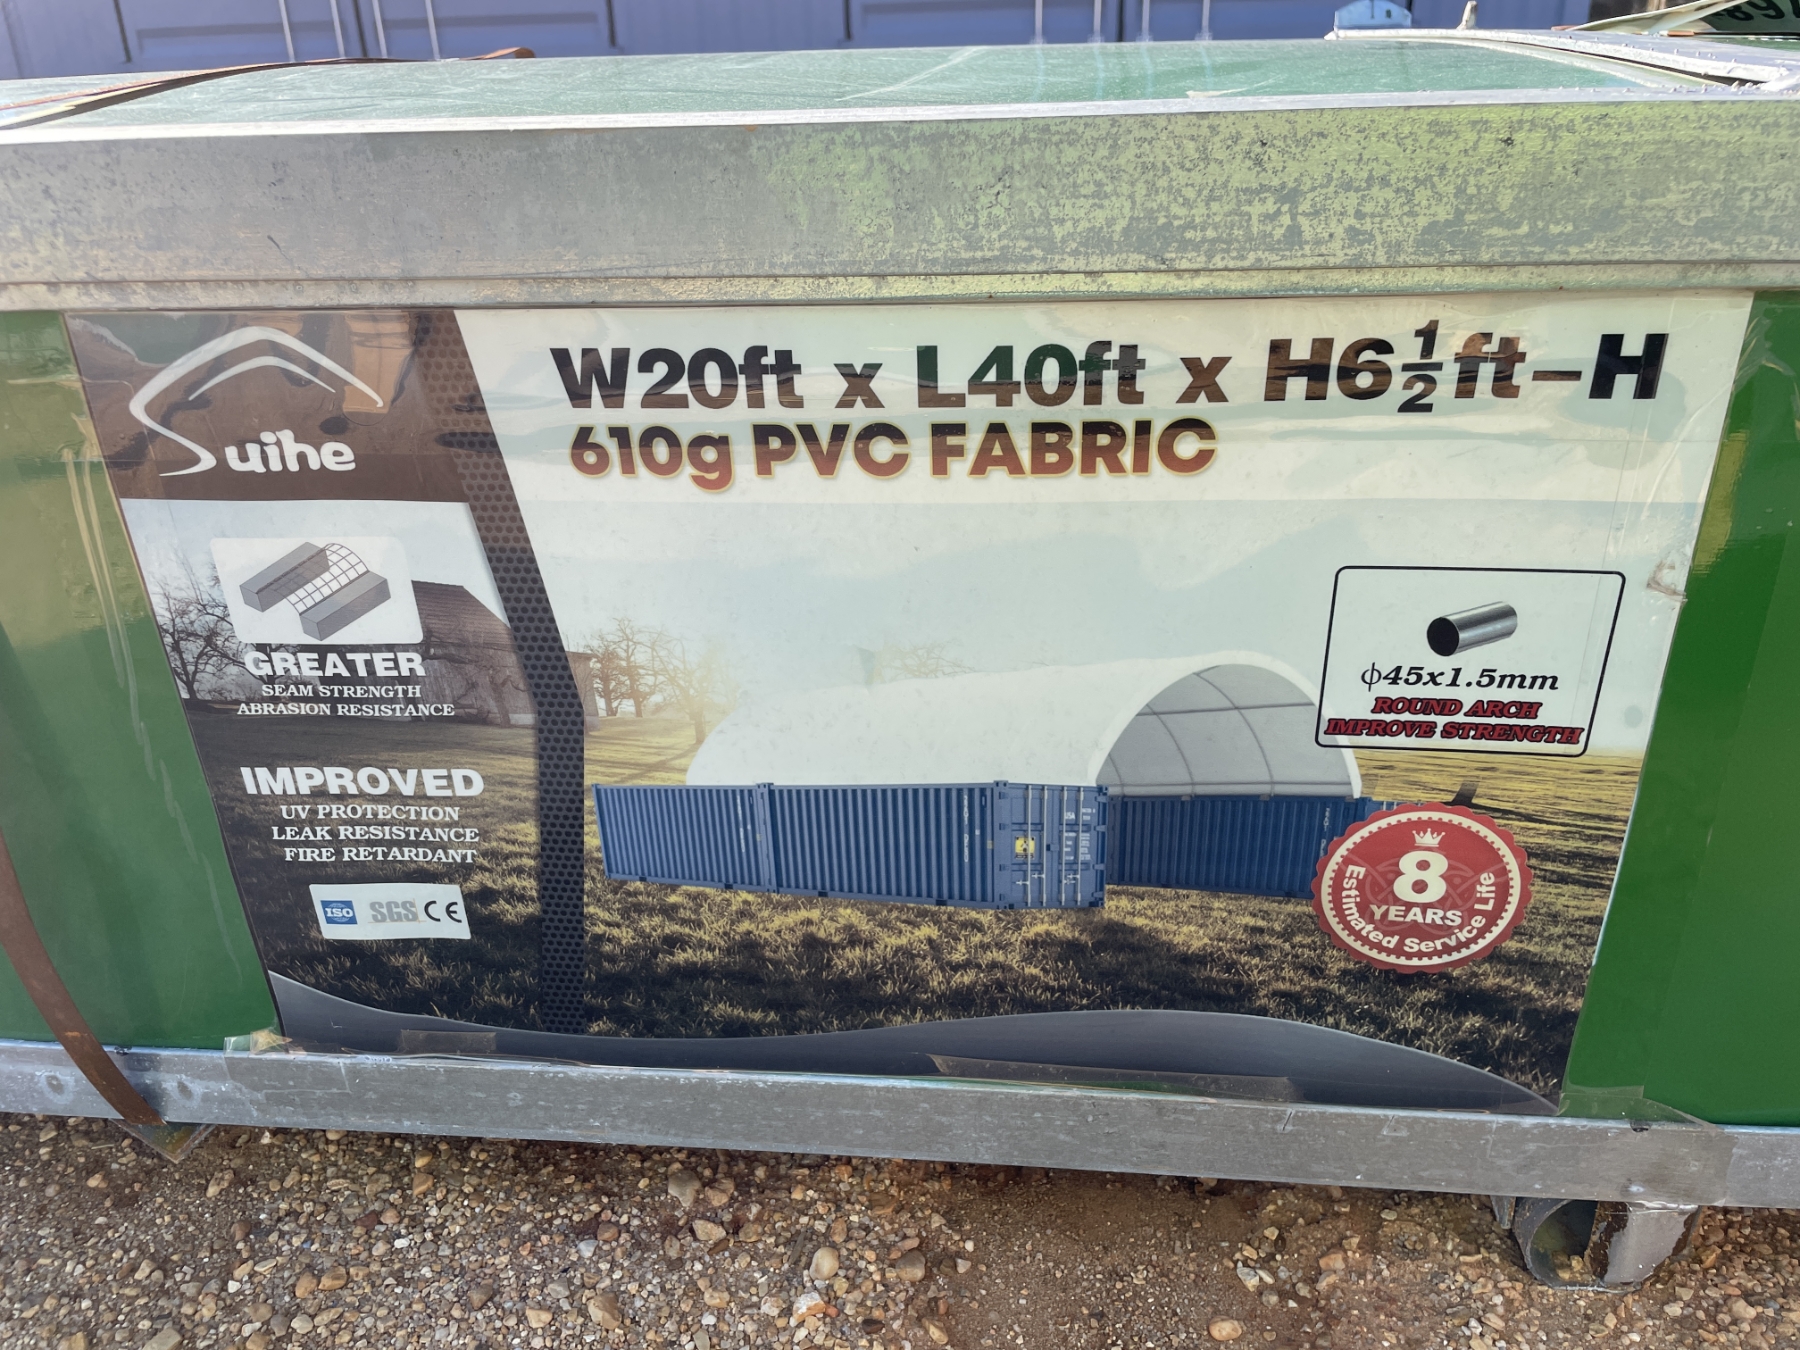 Suihe
W20ft x L40ft x H6½ft-H
610g PVC FABRIC
GREATER
SEAM STRENGTH
ABRASION RESISTANCE
IMPROVED
UV PROTECTION
LEAK RESISTANCE
FIRE RETARDANT
ISO SGS CE
ϕ45x1.5mm
ROUND ARCH
IMPROVE STRENGTH
8
YEARS
Estimated Service Life